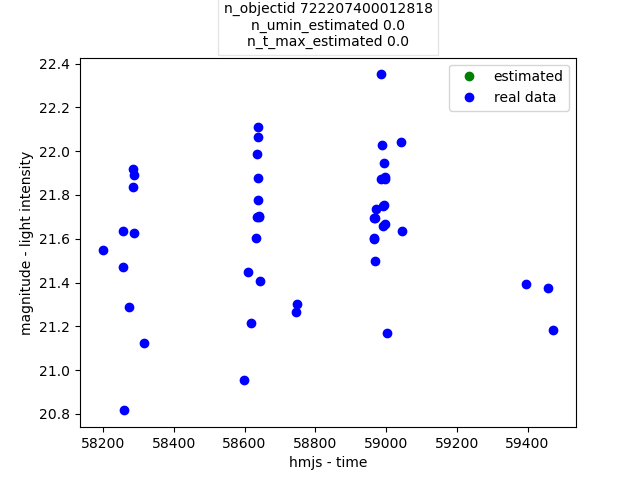 n_objectid 722207400012818
n_umin_estimated 0.0
n_t_max_estimated 0.0
estimated
real data
magnitude - light intensity
22.4
22.2
22.0
21.8
21.6
21.4
21.2
21.0
20.8
58200 58400 58600 58800 59000 59200 59400
hmjs - time